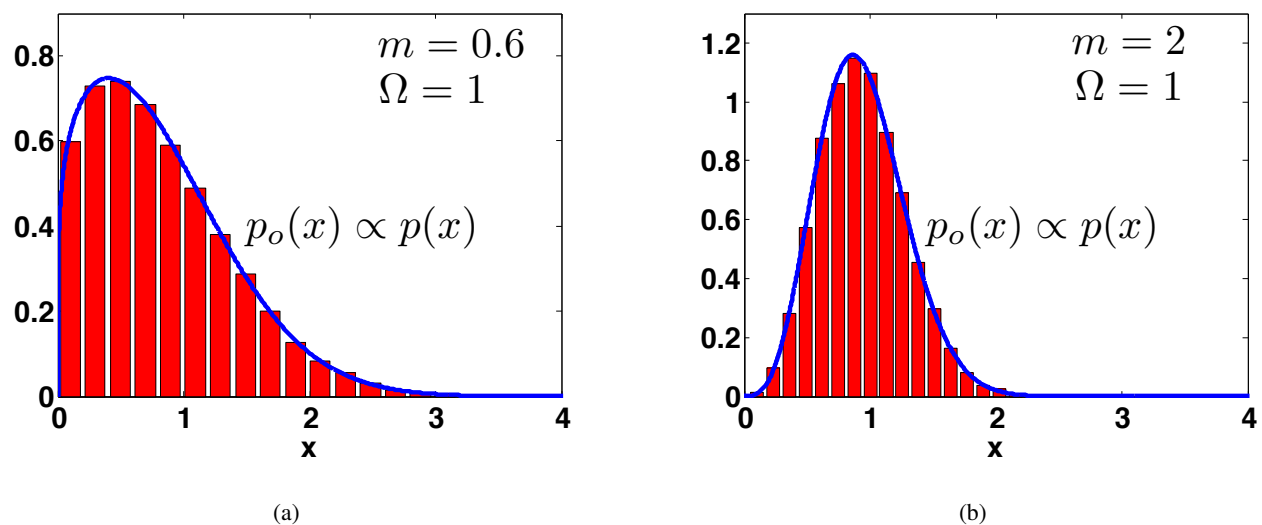 0.8
0.6
0.4
0.2
0
0 1 2 3 4
x
m = 0.6
Ω = 1
p_o(x) ∝ p(x)
(a)
1.2
1
0.8
0.6
0.4
0.2
0
0 1 2 3 4
x
m = 2
Ω = 1
p_o(x) ∝ p(x)
(b)